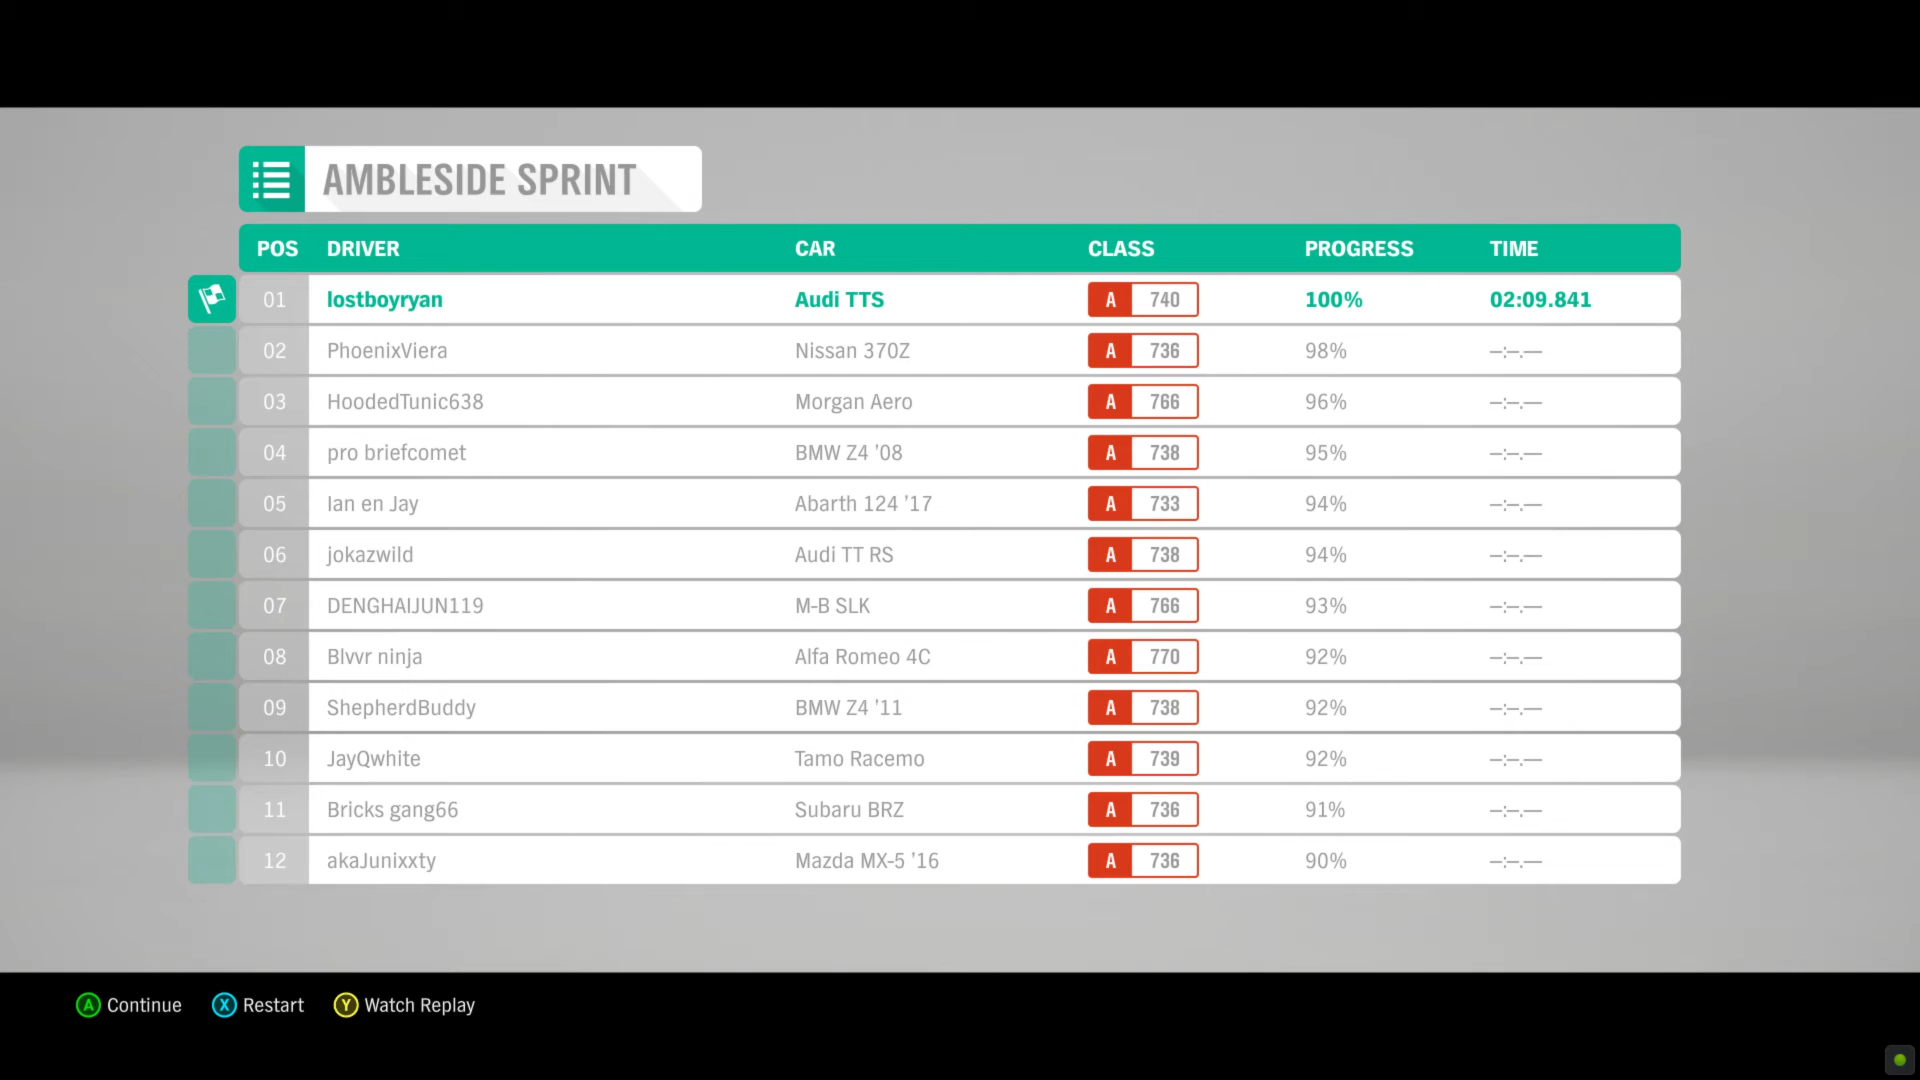 AMBLESIDE SPRINT
POS DRIVER CAR CLASS PROGRESS TIME
01 lostboyryan Audi TTS A 740 100% 02:09.841
02 PhoenixViera Nissan 370Z A 736 98% –:–.––
03 HoodedTunic638 Morgan Aero A 766 96% –:–.––
04 pro briefcomet BMW Z4 ’08 A 738 95% –:–.––
05 Ian en Jay Abarth 124 ’17 A 733 94% –:–.––
06 jokazwild Audi TT RS A 738 94% –:–.––
07 DENGHAIJUN119 M-B SLK A 766 93% –:–.––
08 Blvvr ninja Alfa Romeo 4C A 770 92% –:–.––
09 ShepherdBuddy BMW Z4 ’11 A 738 92% –:–.––
10 JayQwhite Tamo Racemo A 739 92% –:–.––
11 Bricks gang66 Subaru BRZ A 736 91% –:–.––
12 akaJunixxty Mazda MX-5 ’16 A 736 90% –:–.––
A Continue X Restart Y Watch Replay